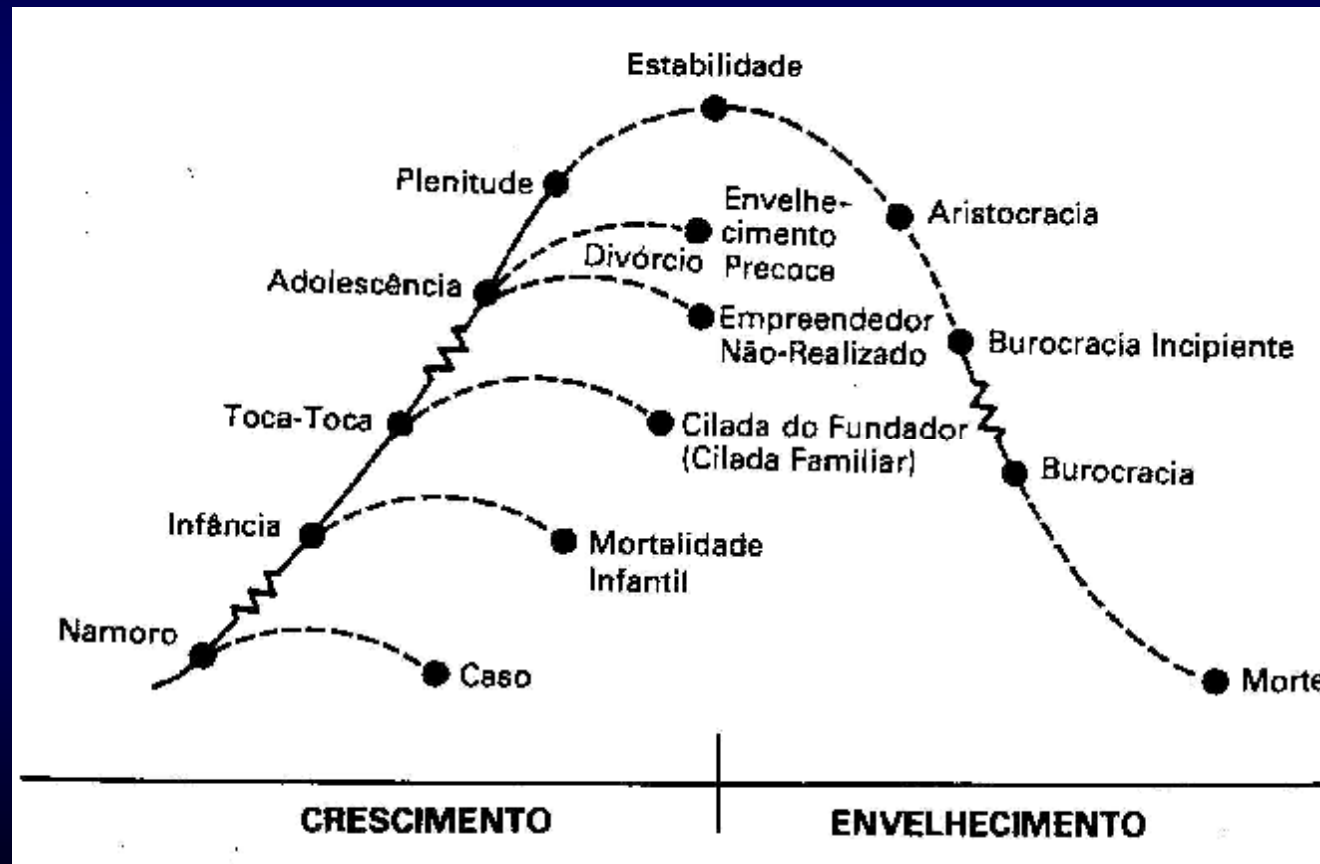 Estabilidade
Plenitude
Envelhe-
cimento
Precoce
Aristocracia
Divórcio
Adolescência
Empreendedor
Não-Realizado
Burocracia Incipiente
Toca-Toca
Cilada do Fundador
(Cilada Familiar)
Burocracia
Infância
Mortalidade
Infantil
Namoro
Caso
Morte
CRESCIMENTO
ENVELHECIMENTO